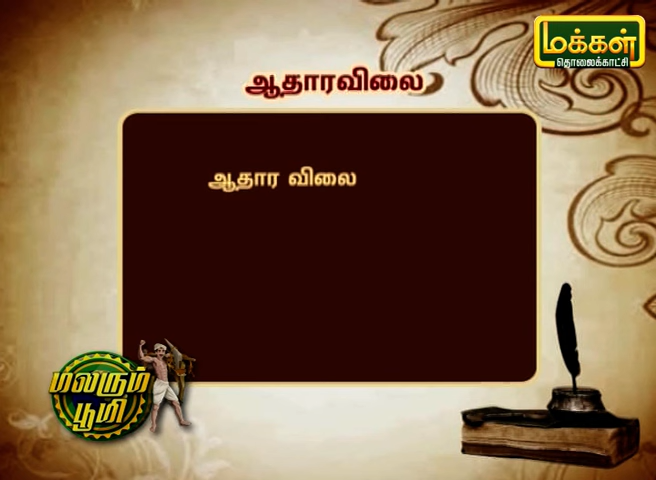 மக்கள்
தொலைக்காட்சி
ஆதாரவிலை
ஆதார விலை
மலரும்
பூமி